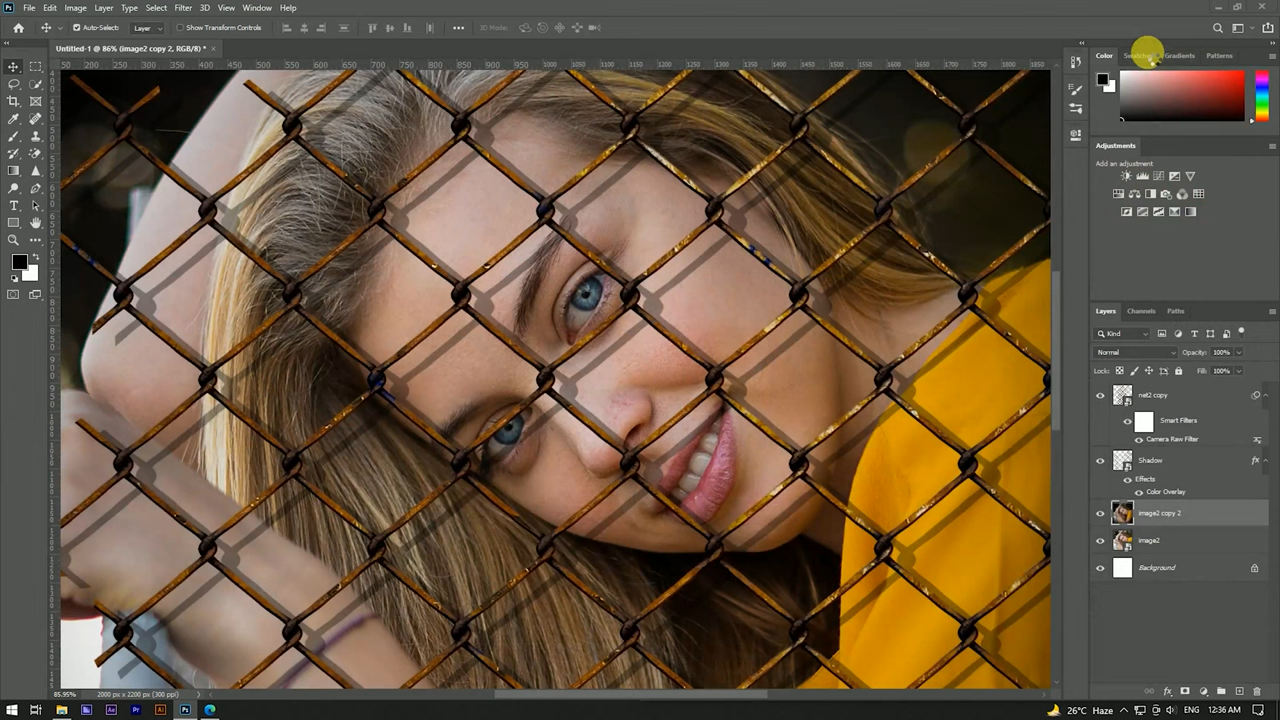 Ps File Edit Image Layer Type Select Filter 3D View Window Help
Auto-Select: Layer Show Transform Controls 3D Mode:
Untitled-1 @ 86% (image2 copy 2, RGB/8) *
Color Swatches Gradients Patterns
Adjustments
Add an adjustment
Layers Channels Paths
Kind
Normal Opacity: 100%
Lock: Fill: 100%
net2 copy
Smart Filters
Camera Raw Filter
Shadow fx
Effects
Color Overlay
image2 copy 2
image2
Background
85.95% 2000 px x 2200 px (300 ppi)
26°C Haze ENG 12:36 AM